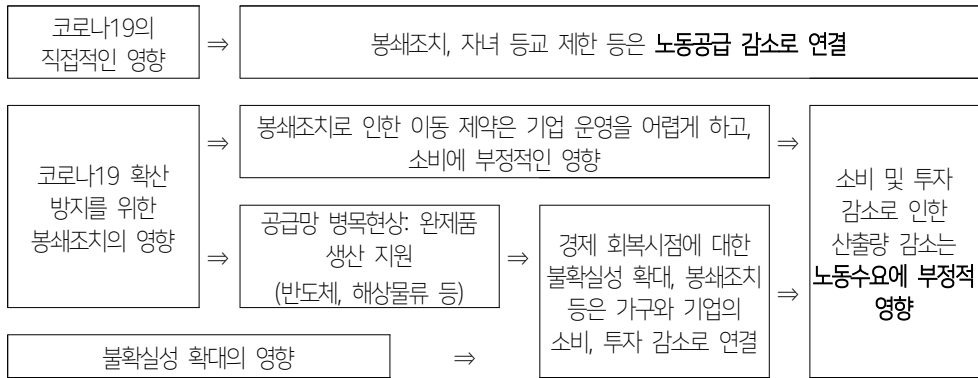 코로나19의
직접적인 영향
⇒
봉쇄조치, 자녀 등교 제한 등은 노동공급 감소로 연결
코로나19 확산
방지를 위한
봉쇄조치의 영향
⇒
봉쇄조치로 인한 이동 제약은 기업 운영을 어렵게 하고,
소비에 부정적인 영향
⇒
⇒
공급망 병목현상: 완제품
생산 지원
(반도체, 해상물류 등)
⇒
불확실성 확대의 영향
⇒
경제 회복시점에 대한
불확실성 확대, 봉쇄조치
등은 가구와 기업의
소비, 투자 감소로 연결
⇒
소비 및 투자
감소로 인한
산출량 감소는
노동수요에 부정적
영향